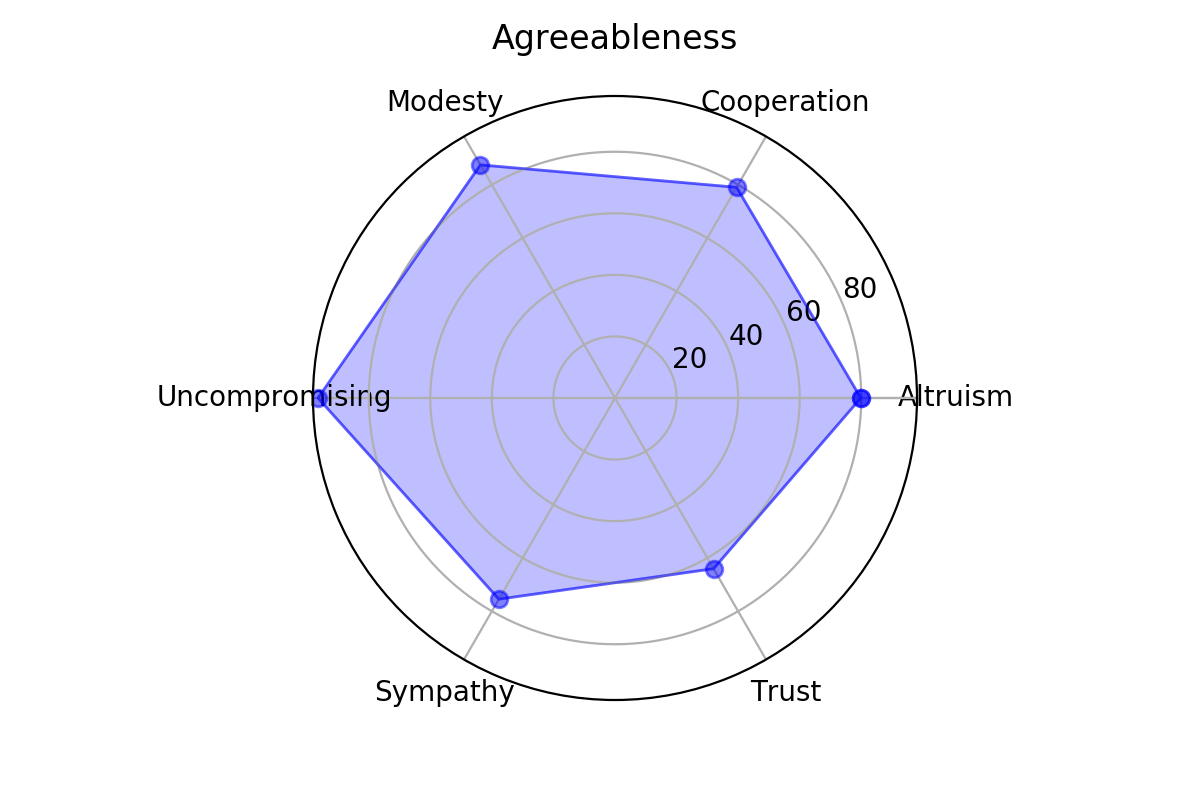 Agreeableness
Modesty
Cooperation
80
60
40
20
Uncompromising
Altruism
Sympathy
Trust